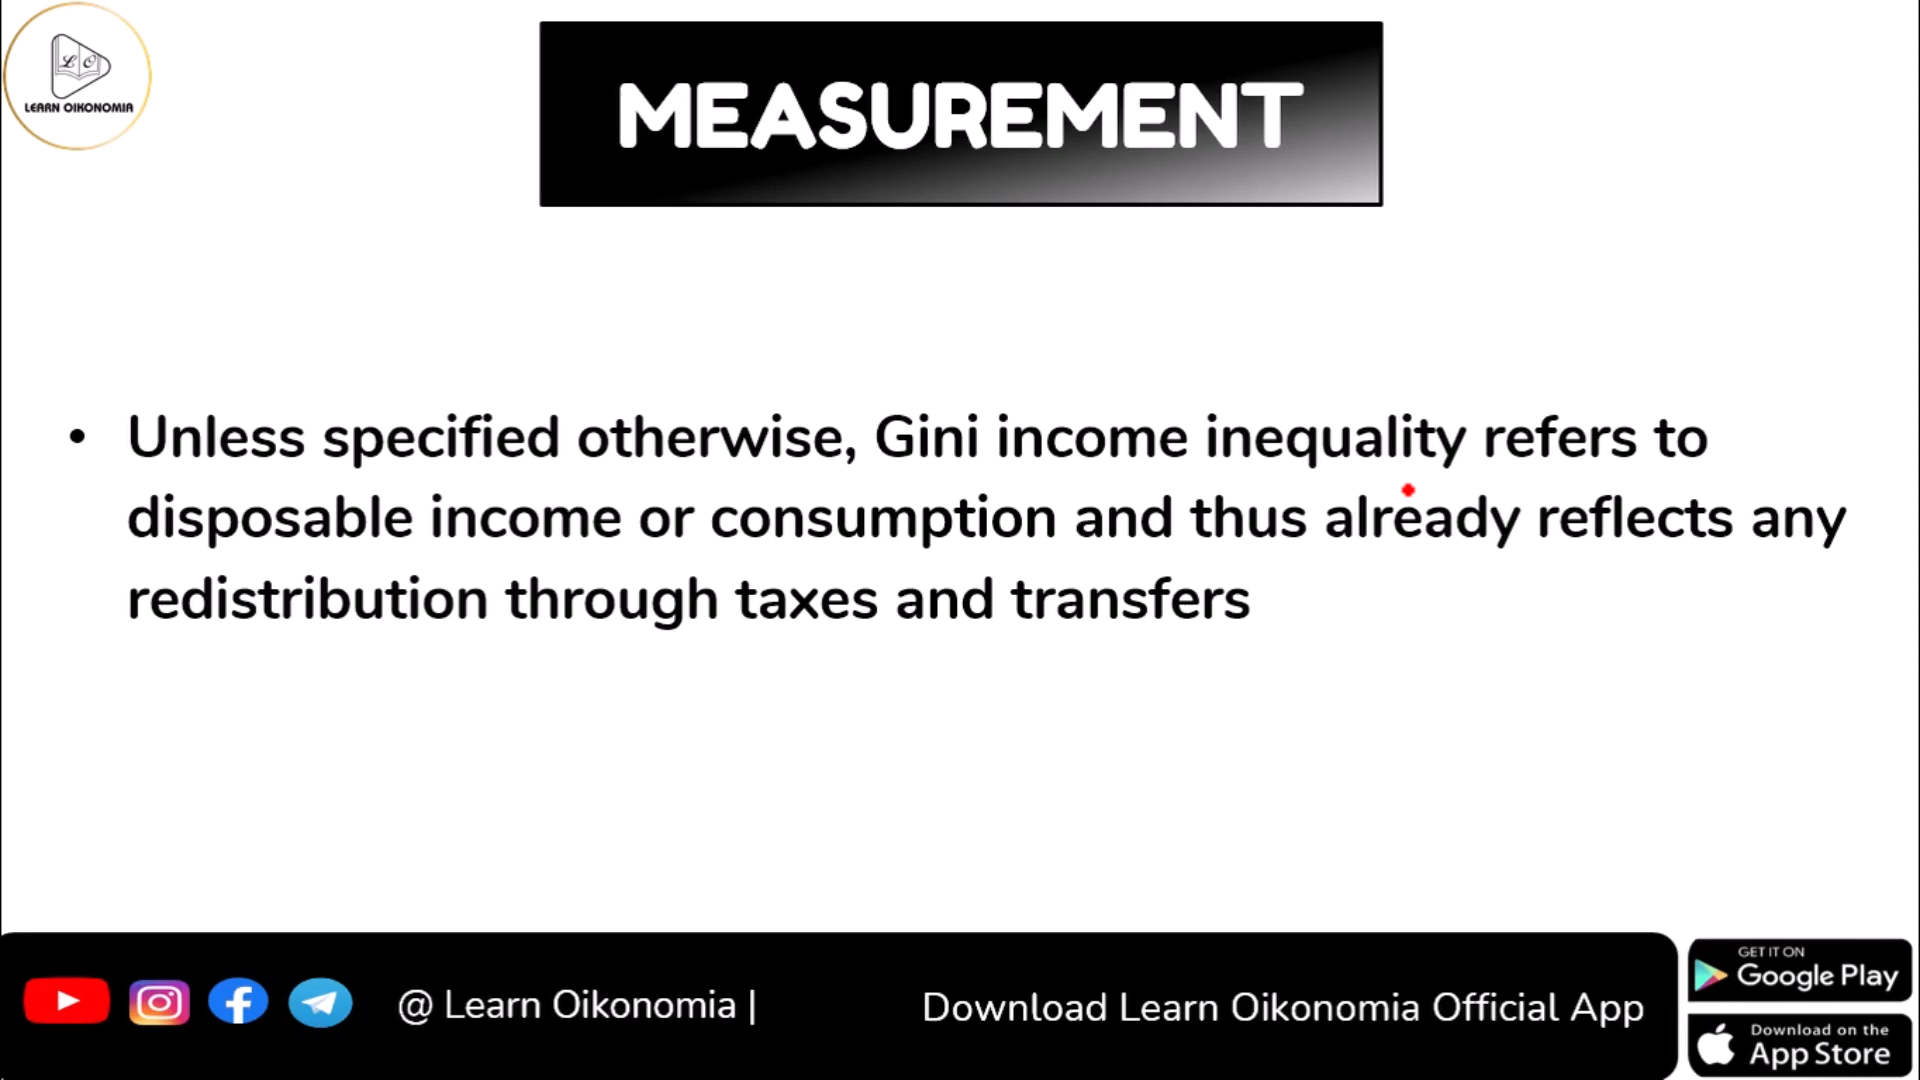 L O
LEARN OIKONOMIA
MEASUREMENT
• Unless specified otherwise, Gini income inequality refers to
disposable income or consumption and thus already reflects any
redistribution through taxes and transfers
@ Learn Oikonomia |
Download Learn Oikonomia Official App
GET IT ON
Google Play
Download on the
App Store